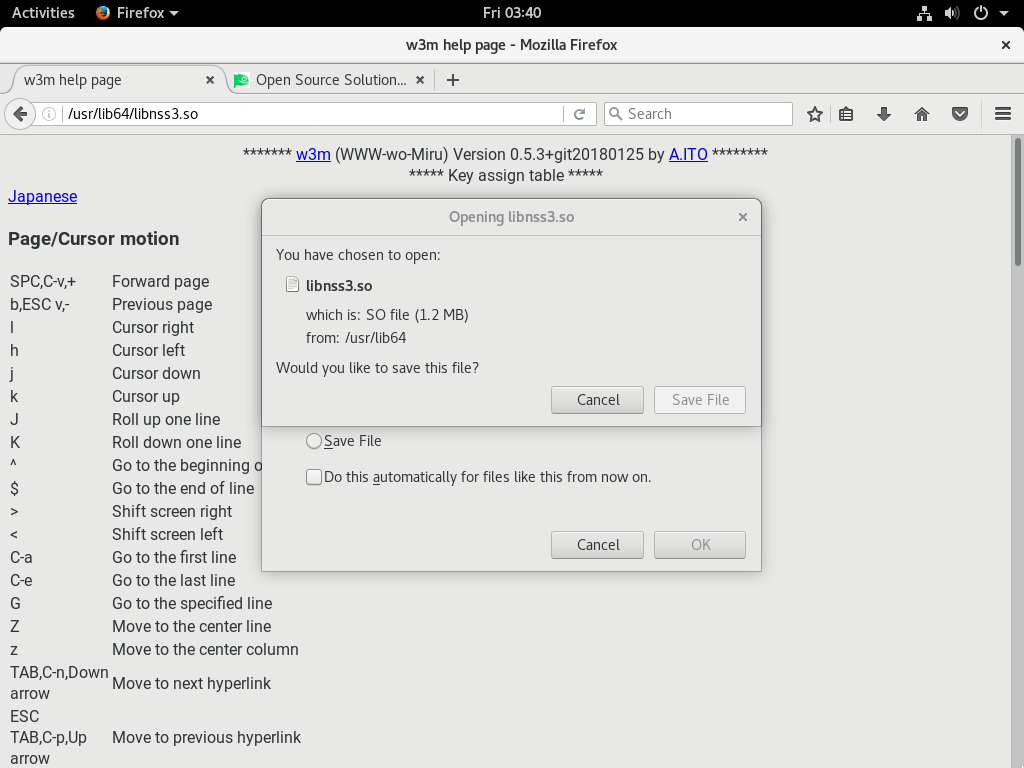 Activities Firefox Fri 03:40
w3m help page - Mozilla Firefox
w3m help page Open Source Solution...
/usr/lib64/libnss3.so Search
******* w3m (WWW-wo-Miru) Version 0.5.3+git20180125 by A.ITO ********
***** Key assign table *****
Japanese
Page/Cursor motion
SPC,C-v,+ Forward page
b,ESC v,- Previous page
l Cursor right
h Cursor left
j Cursor down
k Cursor up
J Roll up one line
K Roll down one line
^ Go to the beginning o
$ Go to the end of line
> Shift screen right
< Shift screen left
C-a Go to the first line
C-e Go to the last line
G Go to the specified line
Z Move to the center line
z Move to the center column
TAB,C-n,Down
arrow Move to next hyperlink
ESC
TAB,C-p,Up
arrow Move to previous hyperlink
Opening libnss3.so
You have chosen to open:
libnss3.so
which is: SO file (1.2 MB)
from: /usr/lib64
Would you like to save this file?
Cancel Save File
Save File
Do this automatically for files like this from now on.
Cancel OK